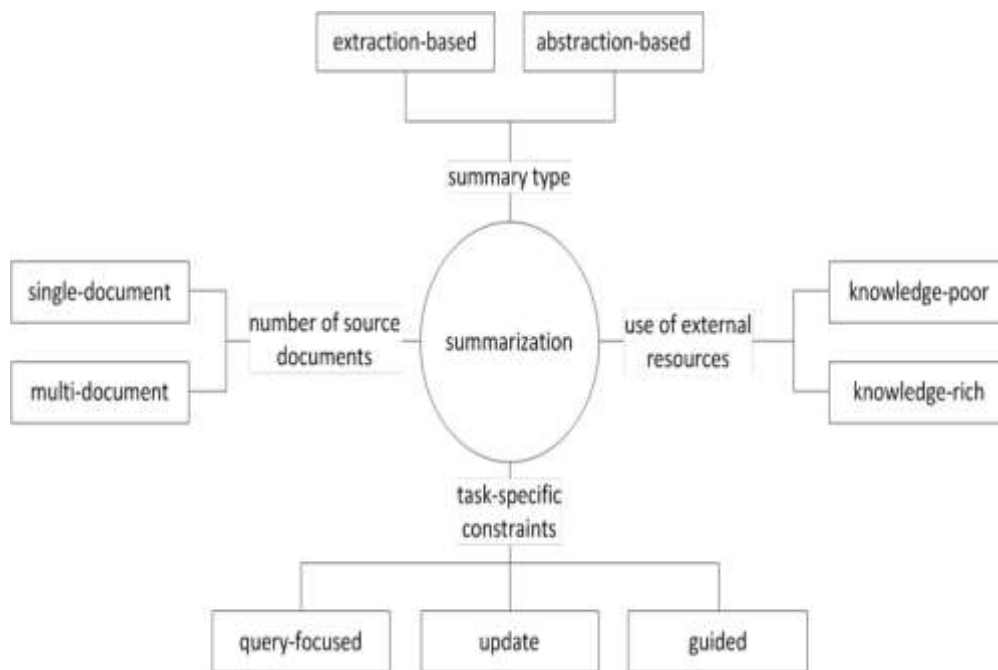 extraction-based
abstraction-based
summary type
single-document
multi-document
number of source
documents
summarization
use of external
resources
knowledge-poor
knowledge-rich
task-specific
constraints
query-focused
update
guided